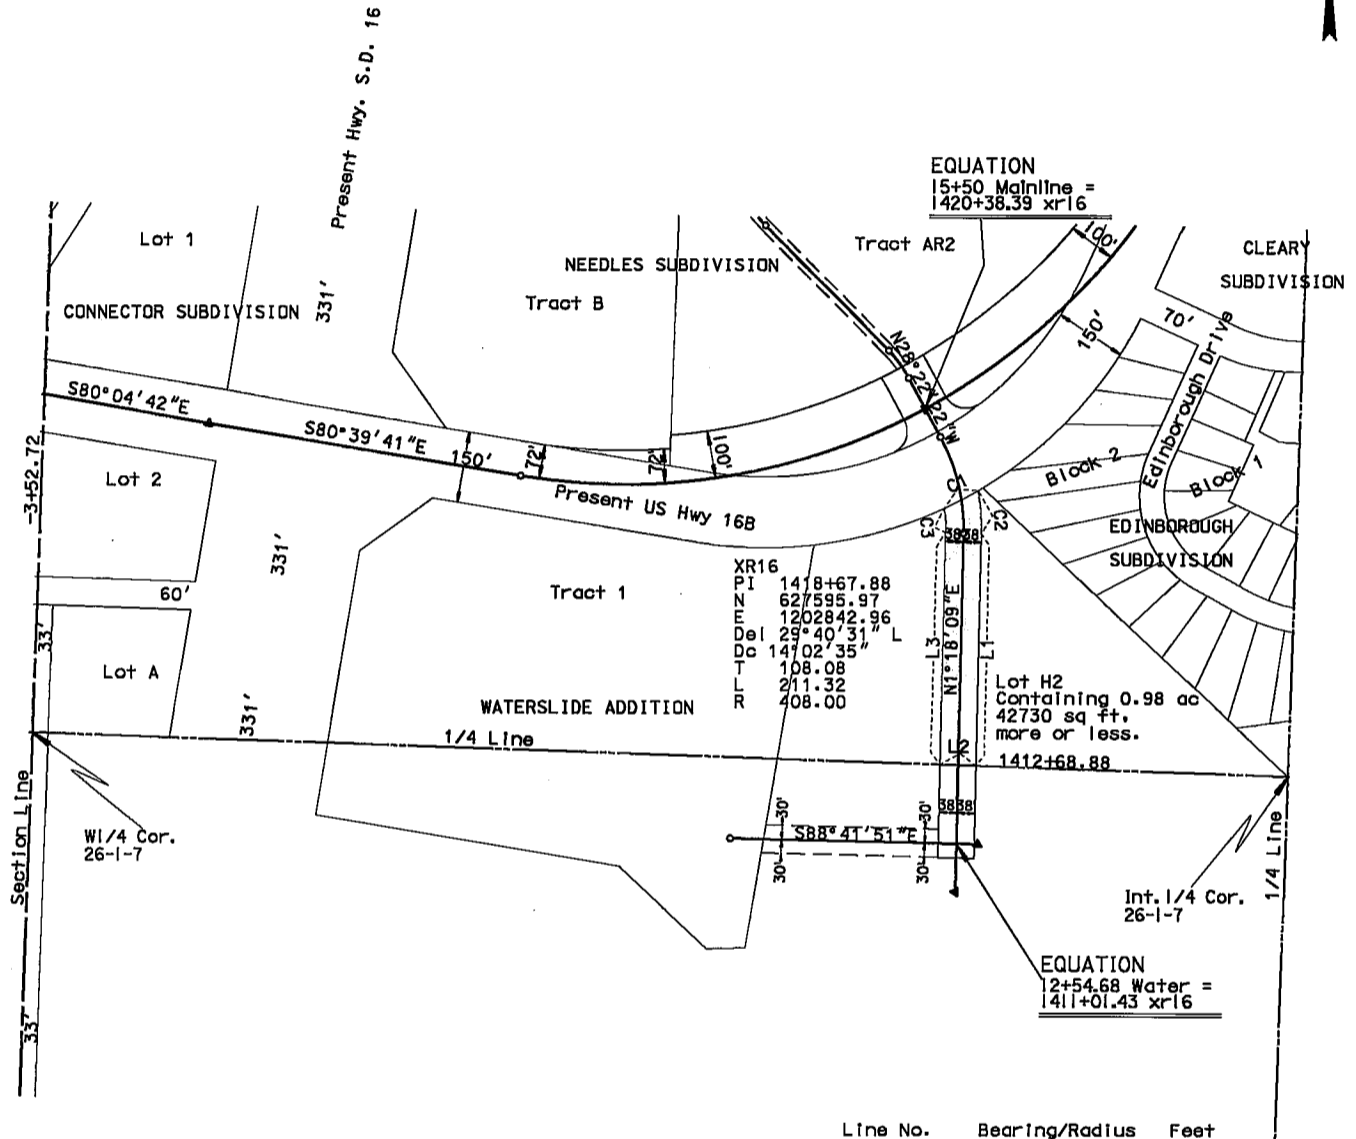 Present Hwy. S.D. 16
EQUATION
15+50 Mainline =
1420+38.39 xr16
Lot 1
Tract AR2
100'
CLEARY
SUBDIVISION
NEEDLES SUBDIVISION
CONNECTOR SUBDIVISION
331'
Tract B
70'
150'
N28°22'22"W
Edinborough Drive
S80°04'42"E
S80°39'41"E
150'
72'
72'
100'
-3+52.72
Lot 2
Block 2
Block 1
Present US Hwy 16B
C1
C2
C3
38'
38'
EDINBOROUGH
SUBDIVISION
331'
60'
Tract 1
XR16
PI 1418+67.88
N 627595.97
E 1202842.96
Del 29°40'31" L
Dc 14°02'35"
T 108.08
L 211.32
R 408.00
N1°18'09"E
L3
L1
33'
Lot A
331'
WATERSLIDE ADDITION
Lot H2
Containing 0.98 ac
42730 sq ft.
more or less.
1/4 Line
L2
1412+68.88
38'
38'
30'
30'
S88°41'51"E
30'
30'
W1/4 Cor.
26-1-7
Section Line
1/4 Line
Int. 1/4 Cor.
26-1-7
EQUATION
12+54.68 Water =
1411+01.43 xr16
33'
Line No. Bearing/Radius Feet